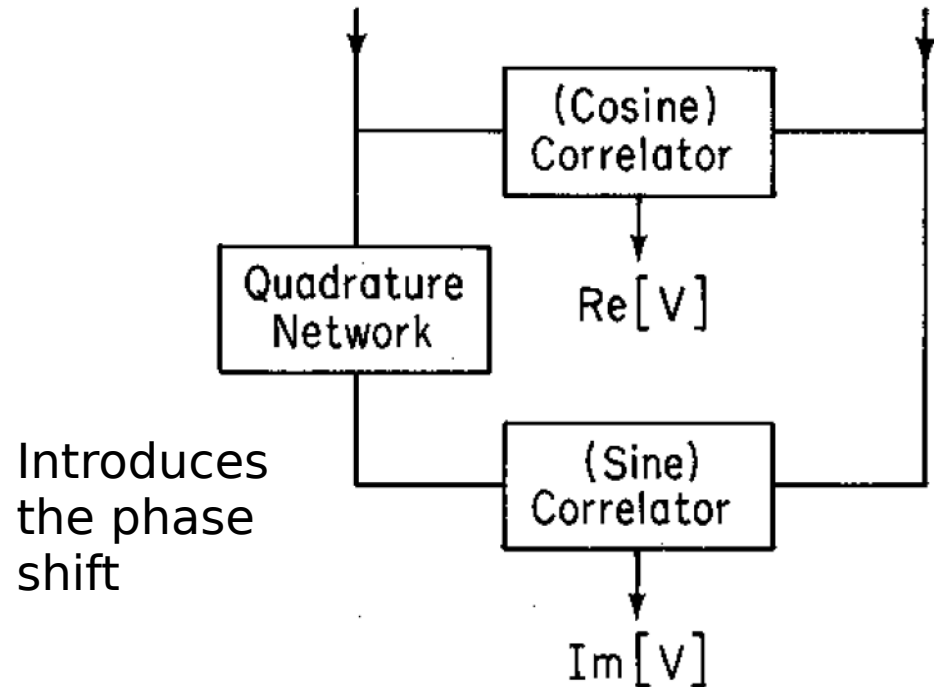 (Cosine)
Correlator
Re[V]
Quadrature
Network
Introduces
the phase
shift
(Sine)
Correlator
Im[V]